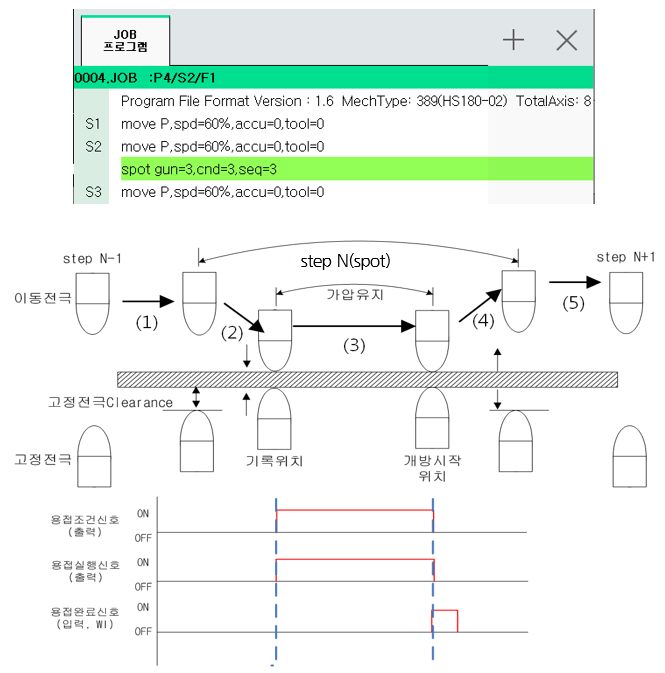 JOB
프로그램
0004.JOB :P4/S2/F1
Program File Format Version : 1.6 MechType: 389(HS180-02) TotalAxis: 8
S1 move P,spd=60%,accu=0,tool=0
S2 move P,spd=60%,accu=0,tool=0
spot gun=3,cnd=3,seq=3
S3 move P,spd=60%,accu=0,tool=0
step N-1
step N(spot)
step N+1
이동전극
가압유지
(1)
(2)
(3)
(4)
(5)
고정전극Clearance
고정전극
기록위치
개방시작
위치
용접조건신호
(출력)
ON
OFF
용접실행신호
(출력)
ON
OFF
용접완료신호
(입력, WI)
ON
OFF